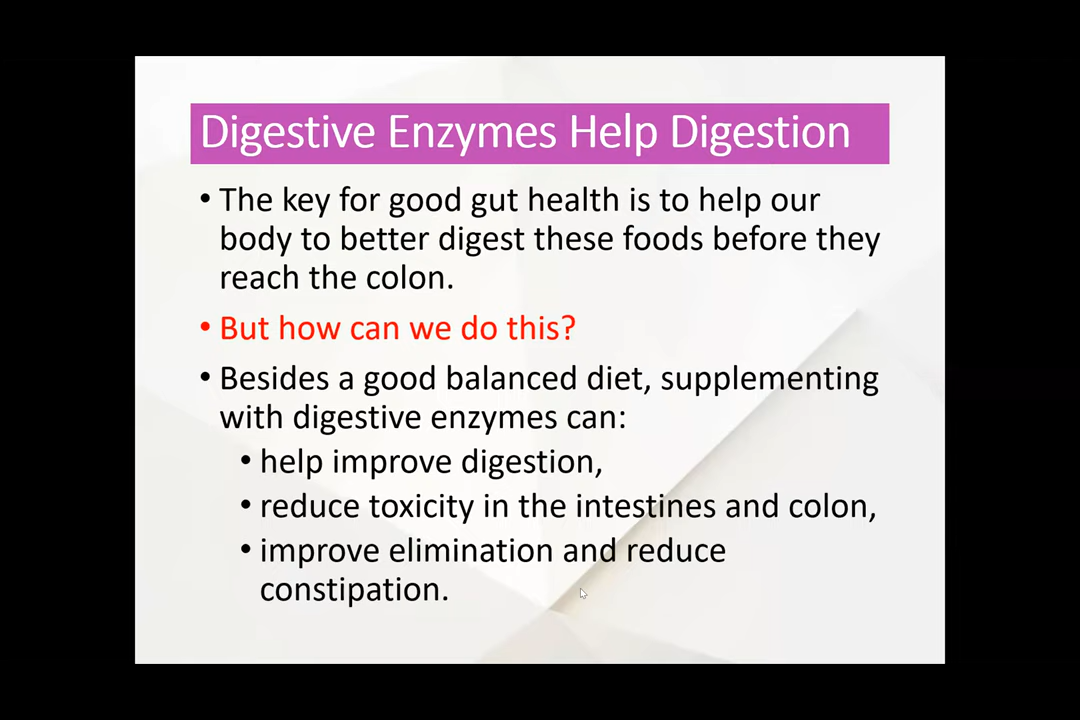 Digestive Enzymes Help Digestion
• The key for good gut health is to help our
body to better digest these foods before they
reach the colon.
• But how can we do this?
• Besides a good balanced diet, supplementing
with digestive enzymes can:
• help improve digestion,
• reduce toxicity in the intestines and colon,
• improve elimination and reduce
constipation.